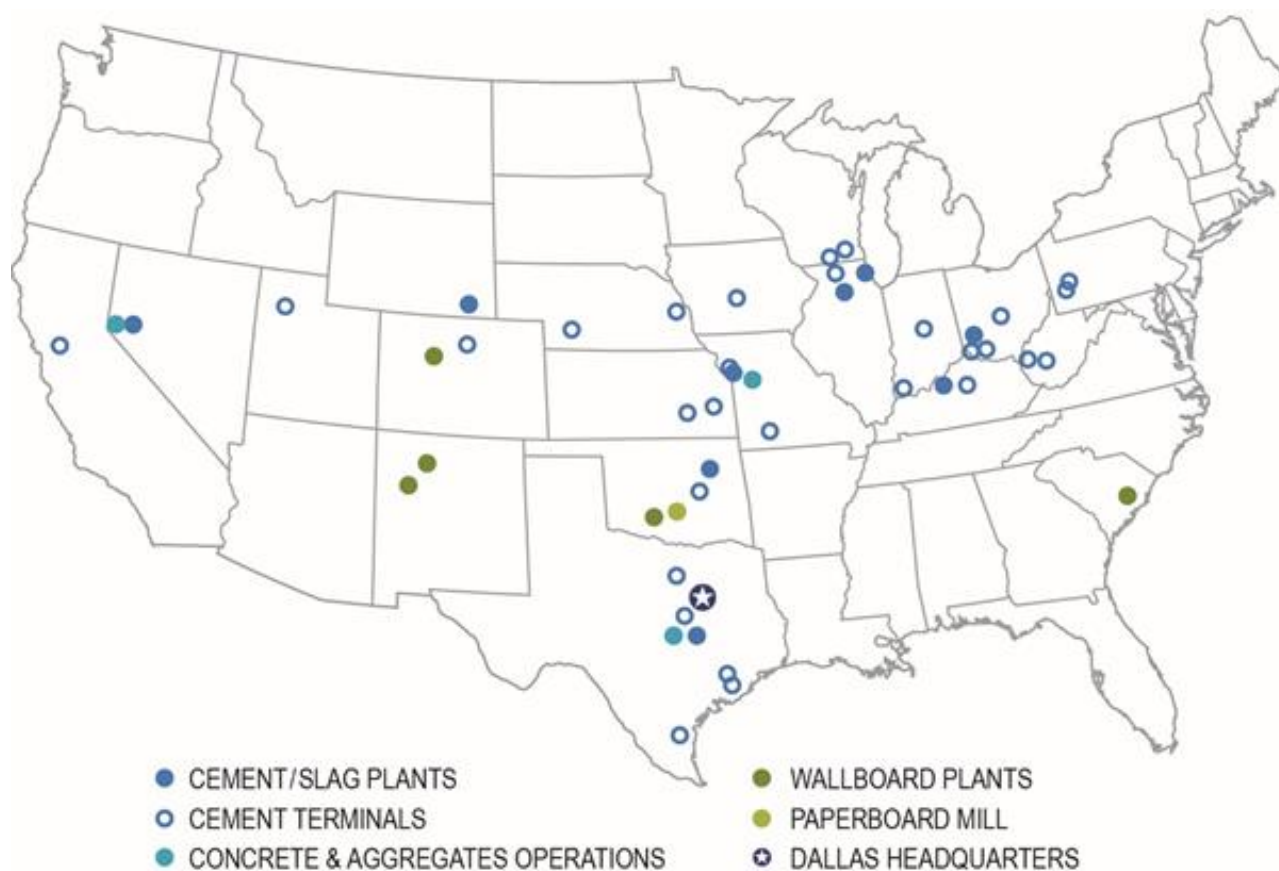 CEMENT/SLAG PLANTS
CEMENT TERMINALS
CONCRETE & AGGREGATES OPERATIONS
WALLBOARD PLANTS
PAPERBOARD MILL
DALLAS HEADQUARTERS